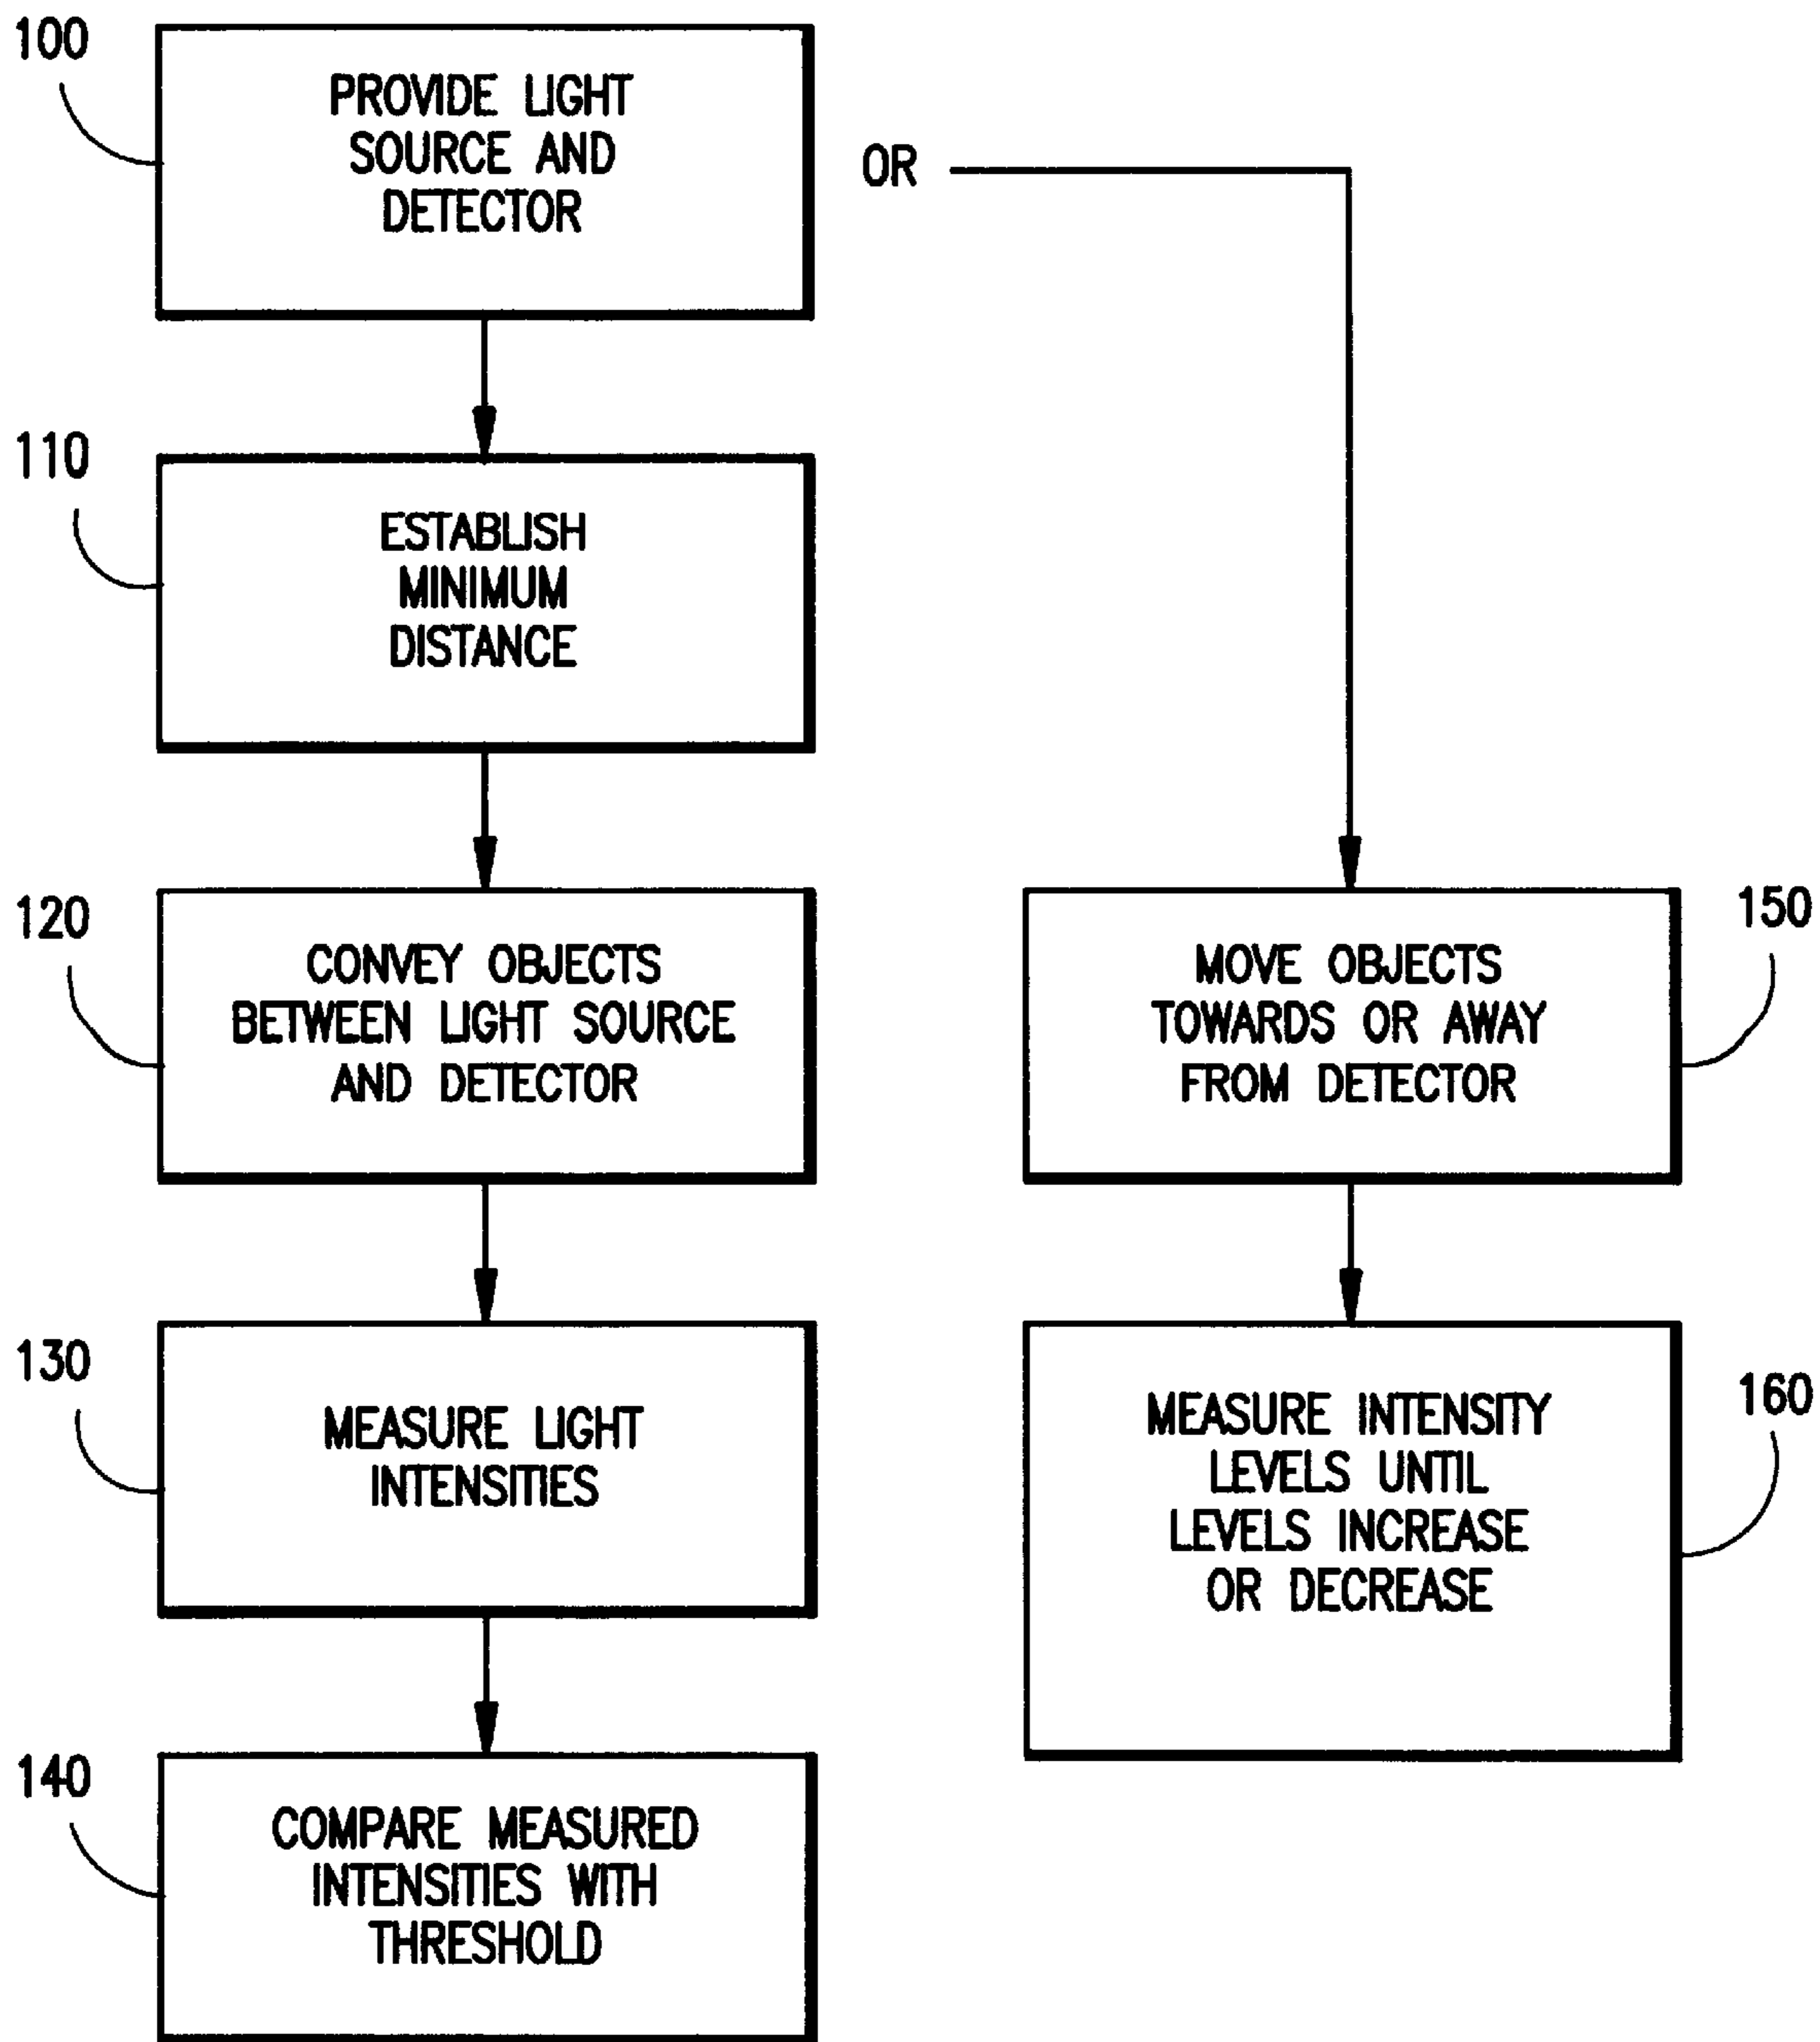 100
PROVIDE LIGHT
SOURCE AND
DETECTOR
OR
110
ESTABLISH
MINIMUM
DISTANCE
120
CONVEY OBJECTS
BETWEEN LIGHT SOURCE
AND DETECTOR
130
MEASURE LIGHT
INTENSITIES
140
COMPARE MEASURED
INTENSITIES WITH
THRESHOLD
150
MOVE OBJECTS
TOWARDS OR AWAY
FROM DETECTOR
160
MEASURE INTENSITY
LEVELS UNTIL
LEVELS INCREASE
OR DECREASE